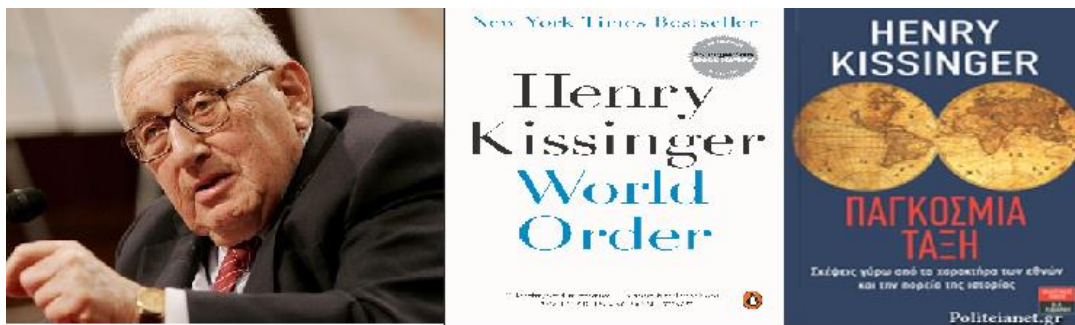 New York Times Bestseller
Henry
Kissinger
World
Order
HENRY
KISSINGER
ΠΑΓΚΟΣΜΙΑ
ΤΑΞΗ
Σκέψεις γύρω από το χαρακτήρα των εθνών
και την πορεία της ιστορίας
Politeianet.gr